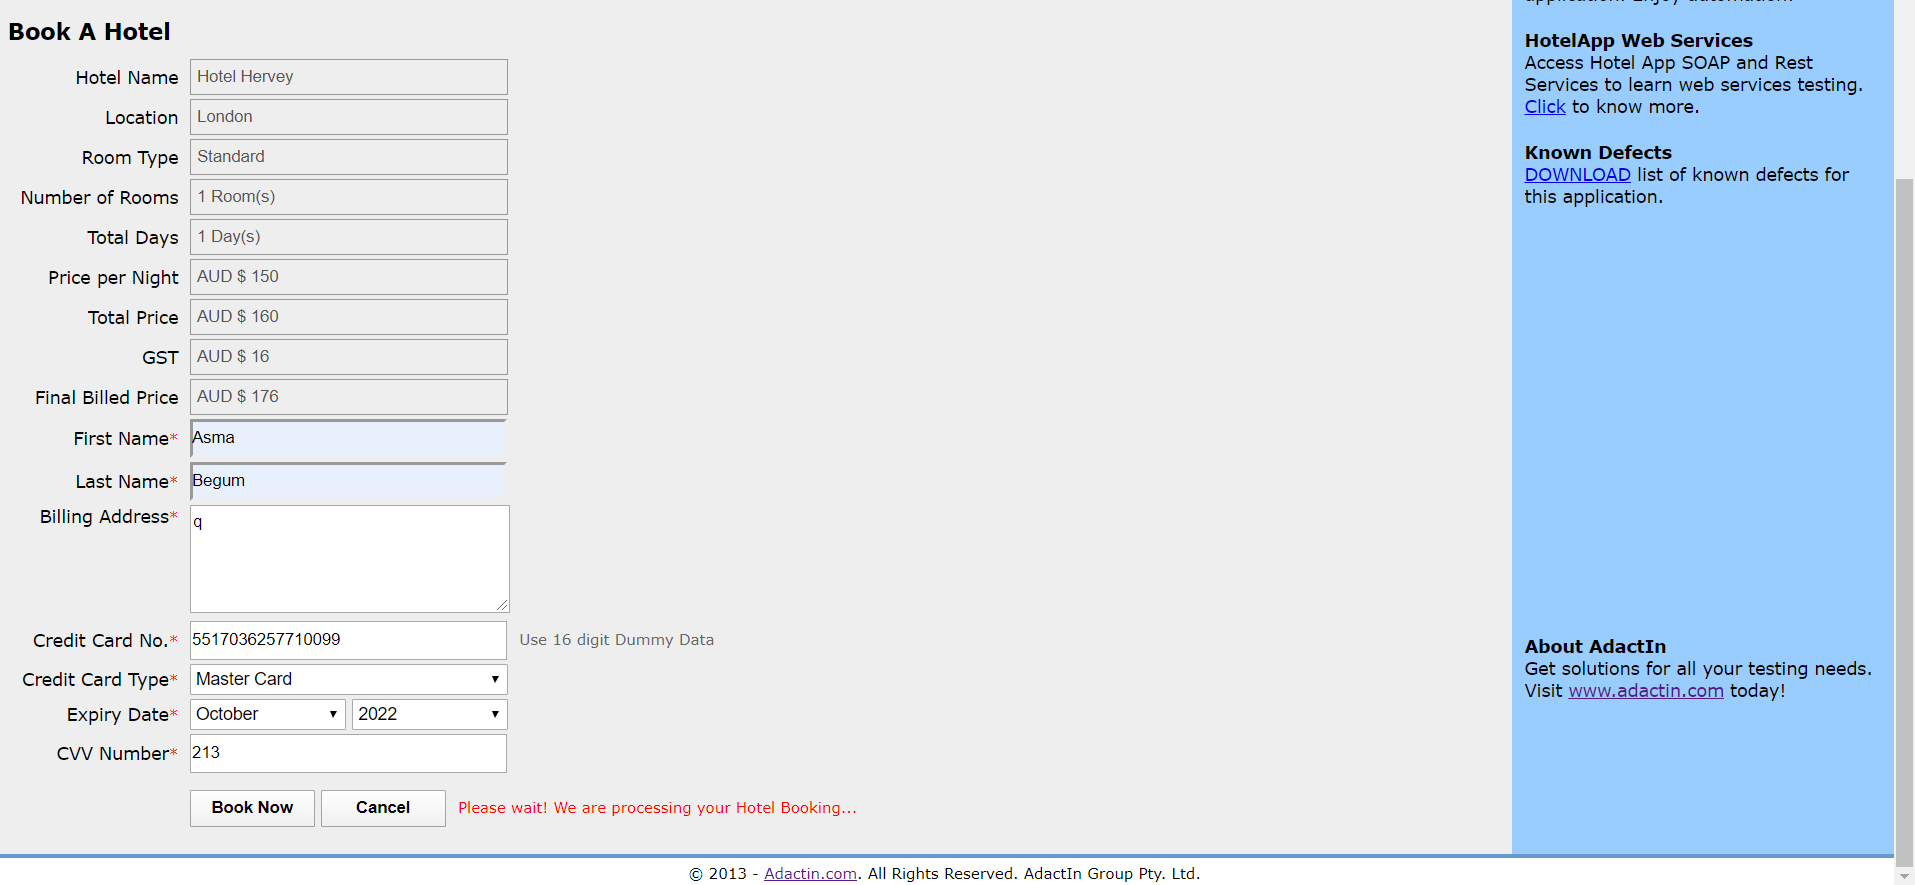 Book A Hotel
Hotel Name Hotel Hervey
Location London
Room Type Standard
Number of Rooms 1 Room(s)
Total Days 1 Day(s)
Price per Night AUD $ 150
Total Price AUD $ 160
GST AUD $ 16
Final Billed Price AUD $ 176
First Name* Asma
Last Name* Begum
Billing Address* q
Credit Card No.* 5517036257710099 Use 16 digit Dummy Data
Credit Card Type* Master Card
Expiry Date* October 2022
CVV Number* 213
Book Now Cancel Please wait! We are processing your Hotel Booking...
HotelApp Web Services
Access Hotel App SOAP and Rest
Services to learn web services testing.
Click to know more.
Known Defects
DOWNLOAD list of known defects for
this application.
About AdactIn
Get solutions for all your testing needs.
Visit www.adactin.com today!
© 2013 - Adactin.com. All Rights Reserved. AdactIn Group Pty. Ltd.